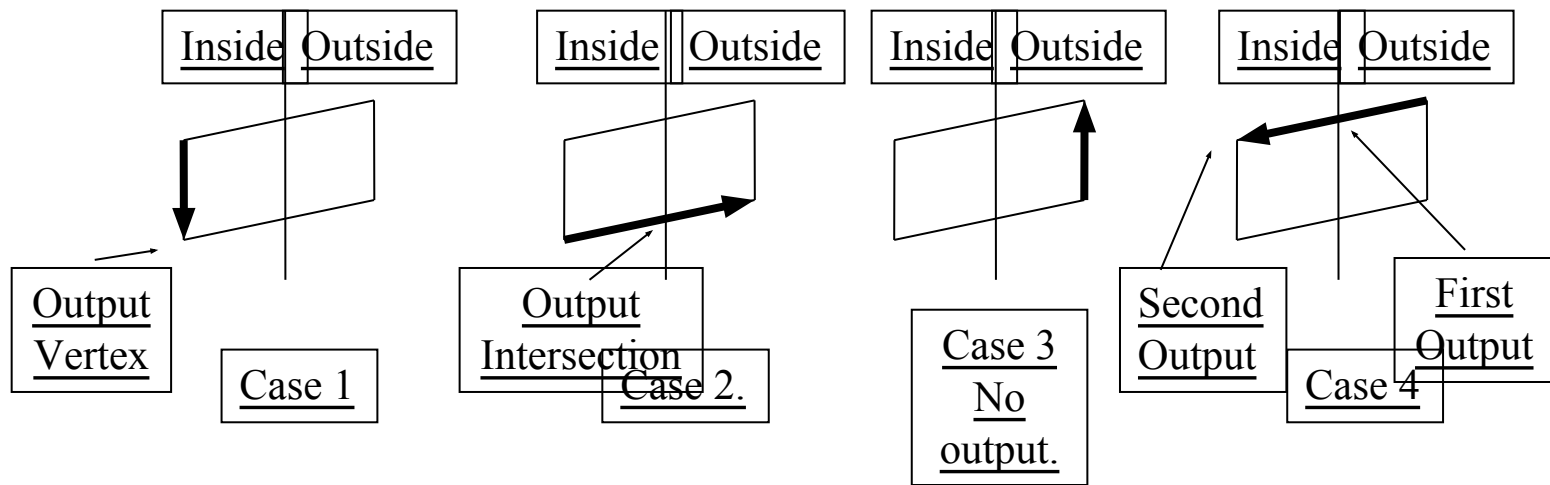 Inside Outside
Inside Outside
Inside Outside
Inside Outside
Output
Vertex
Case 1
Output
Intersection
Case 2.
Case 3
No
output.
Second
Output
First
Output
Case 4